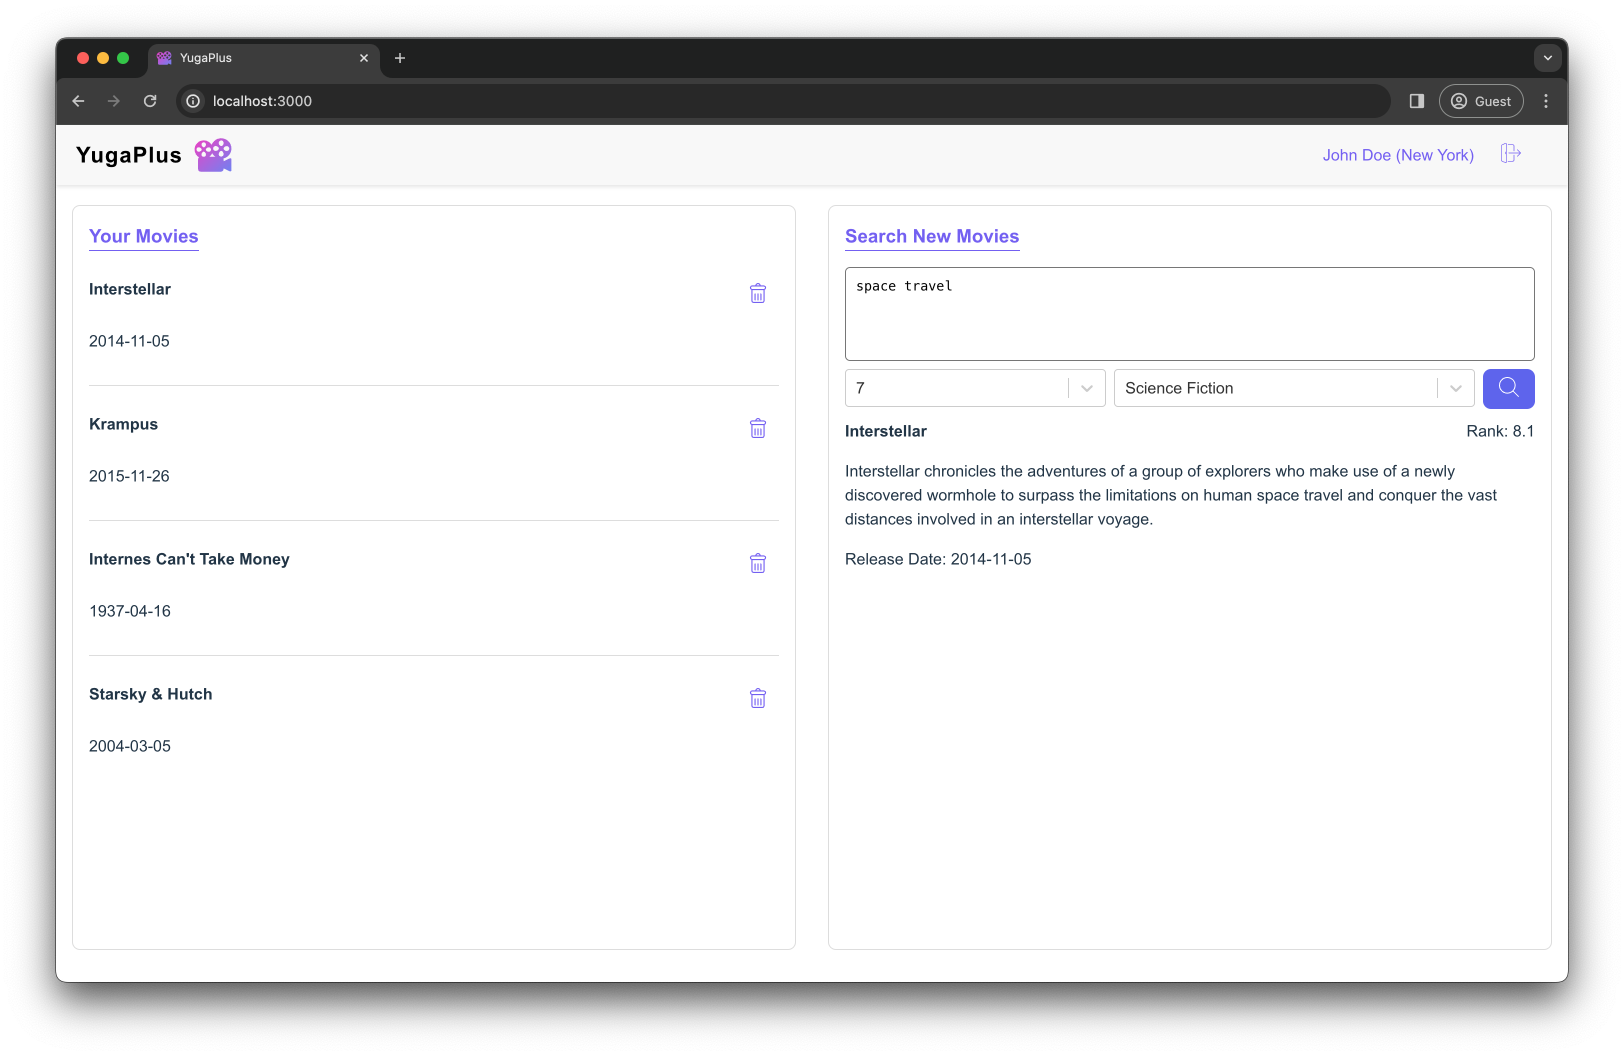 YugaPlus
localhost:3000
Guest
YugaPlus
John Doe (New York)
Your Movies
Interstellar
2014-11-05
Krampus
2015-11-26
Internes Can't Take Money
1937-04-16
Starsky & Hutch
2004-03-05
Search New Movies
space travel
7
Science Fiction
Interstellar
Rank: 8.1
Interstellar chronicles the adventures of a group of explorers who make use of a newly
discovered wormhole to surpass the limitations on human space travel and conquer the vast
distances involved in an interstellar voyage.
Release Date: 2014-11-05